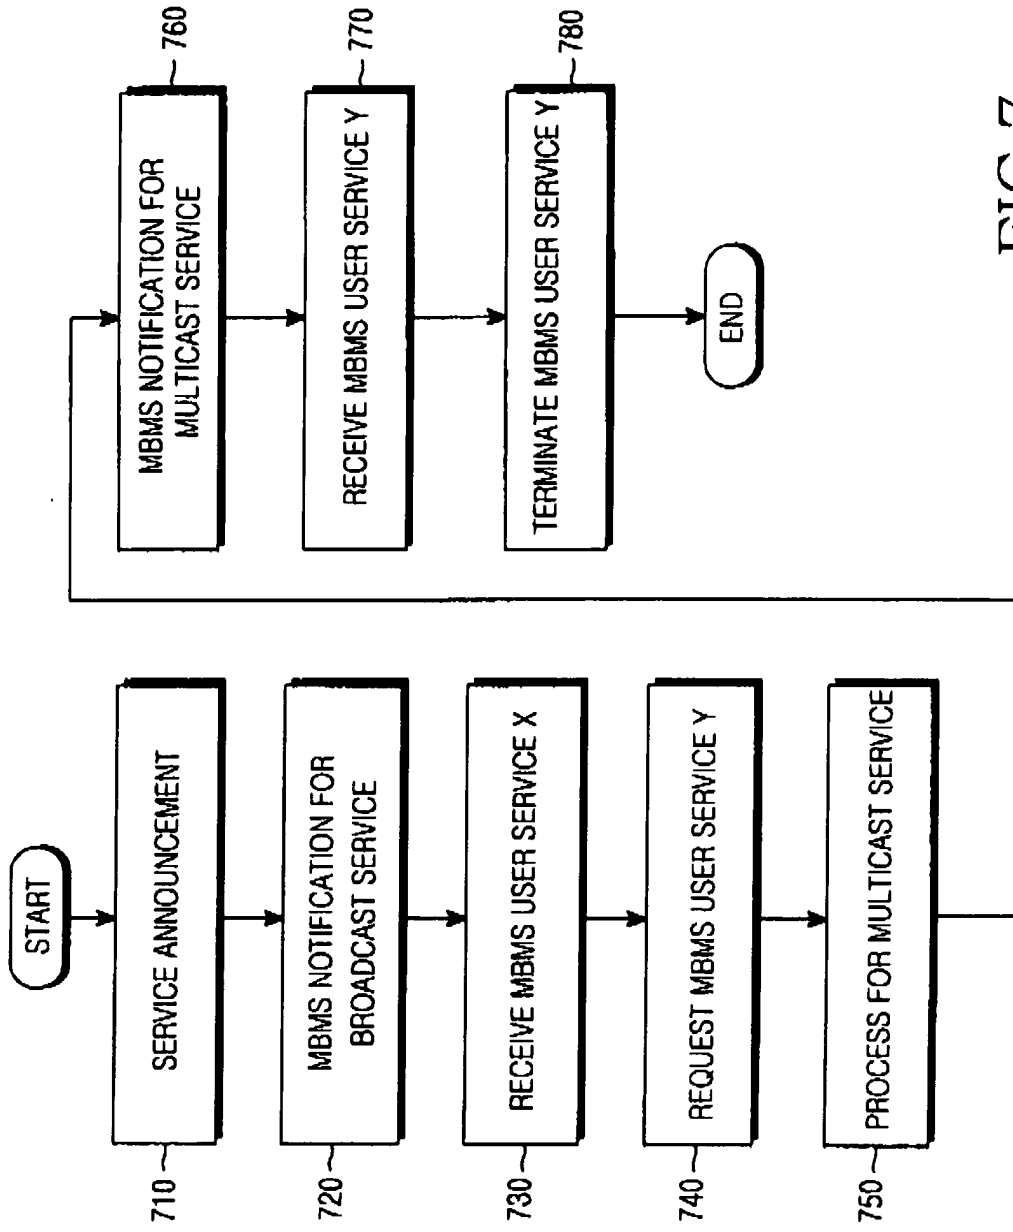 START
SERVICE ANNOUNCEMENT
710
MBMS NOTIFICATION FOR
BROADCAST SERVICE
720
RECEIVE MBMS USER SERVICE X
730
REQUEST MBMS USER SERVICE Y
740
PROCESS FOR MULTICAST SERVICE
750
MBMS NOTIFICATION FOR
MULTICAST SERVICE
760
RECEIVE MBMS USER SERVICE Y
770
TERMINATE MBMS USER SERVICE Y
780
END
FIG.7